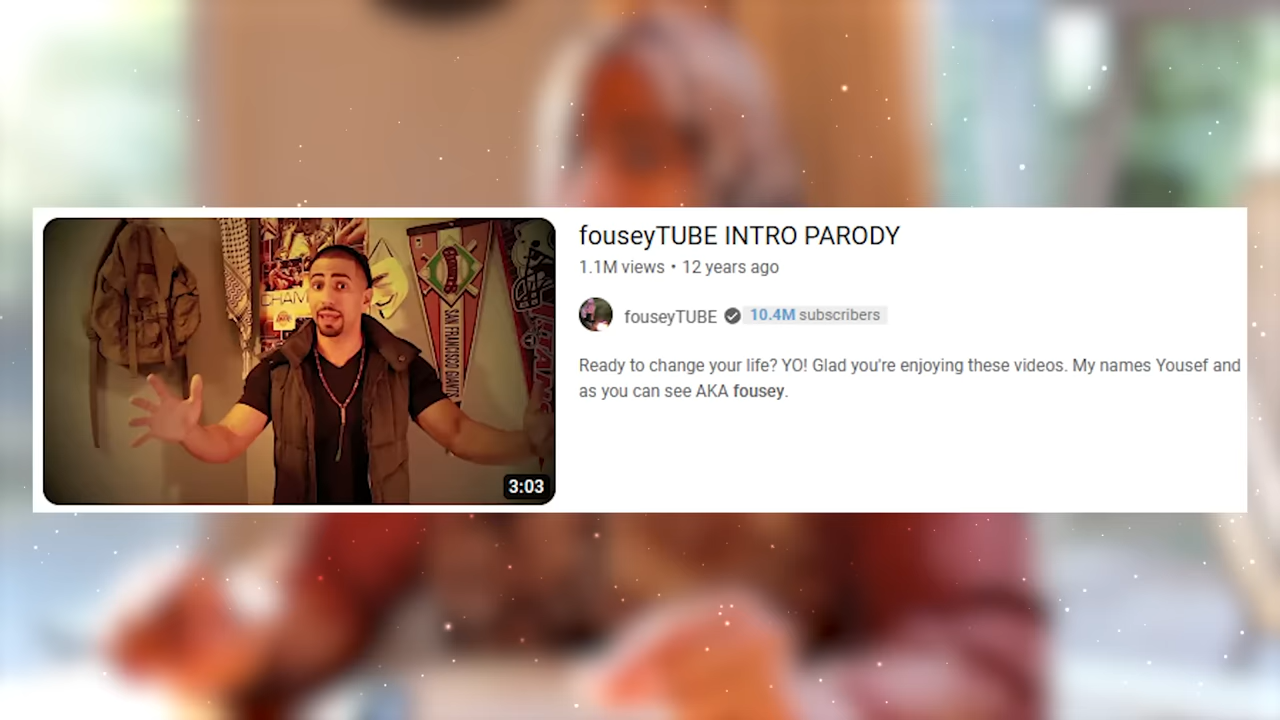 fouseyTUBE INTRO PARODY
1.1M views • 12 years ago
fouseyTUBE 10.4M subscribers
Ready to change your life? YO! Glad you're enjoying these videos. My names Yousef and
as you can see AKA fousey.
CHAM
SAN FRANCISCO GIANTS
3:03